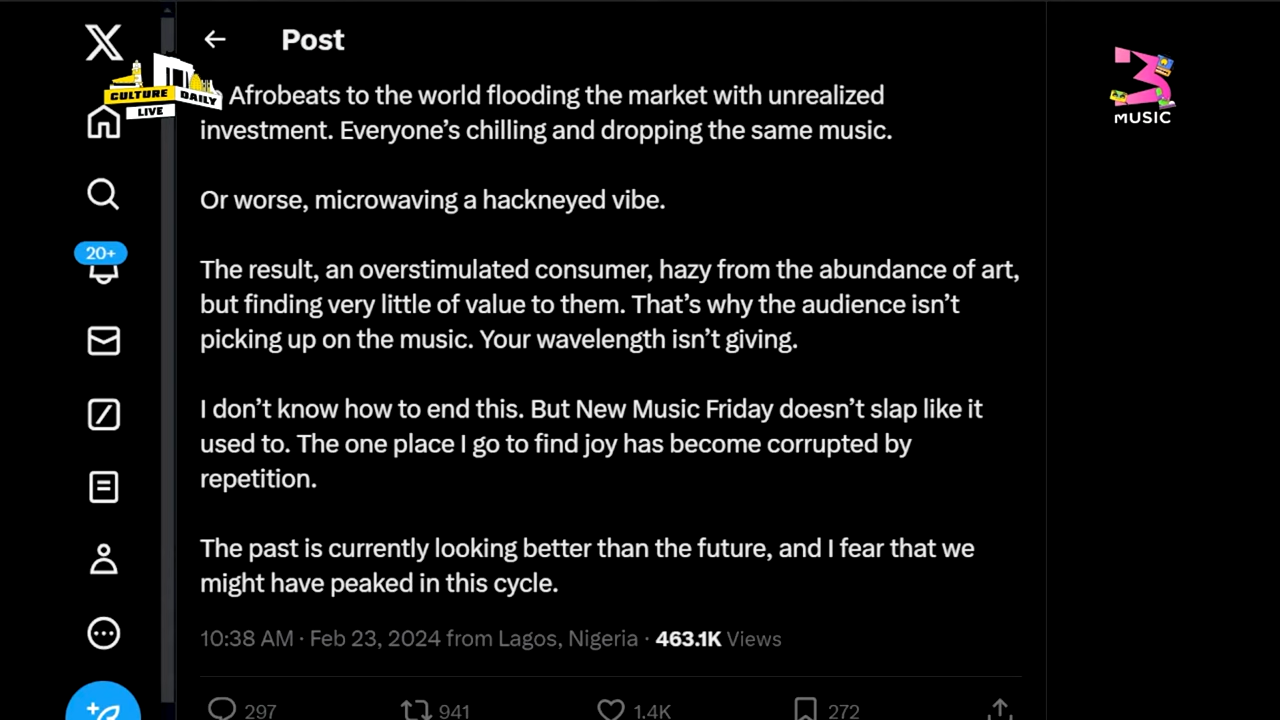 Post
CULTURE DAILY
LIVE
MUSIC
Afrobeats to the world flooding the market with unrealized
investment. Everyone’s chilling and dropping the same music.
Or worse, microwaving a hackneyed vibe.
20+
The result, an overstimulated consumer, hazy from the abundance of art,
but finding very little of value to them. That’s why the audience isn’t
picking up on the music. Your wavelength isn’t giving.
I don’t know how to end this. But New Music Friday doesn’t slap like it
used to. The one place I go to find joy has become corrupted by
repetition.
The past is currently looking better than the future, and I fear that we
might have peaked in this cycle.
10:38 AM · Feb 23, 2024 from Lagos, Nigeria · 463.1K Views
297 941 1.4K 272